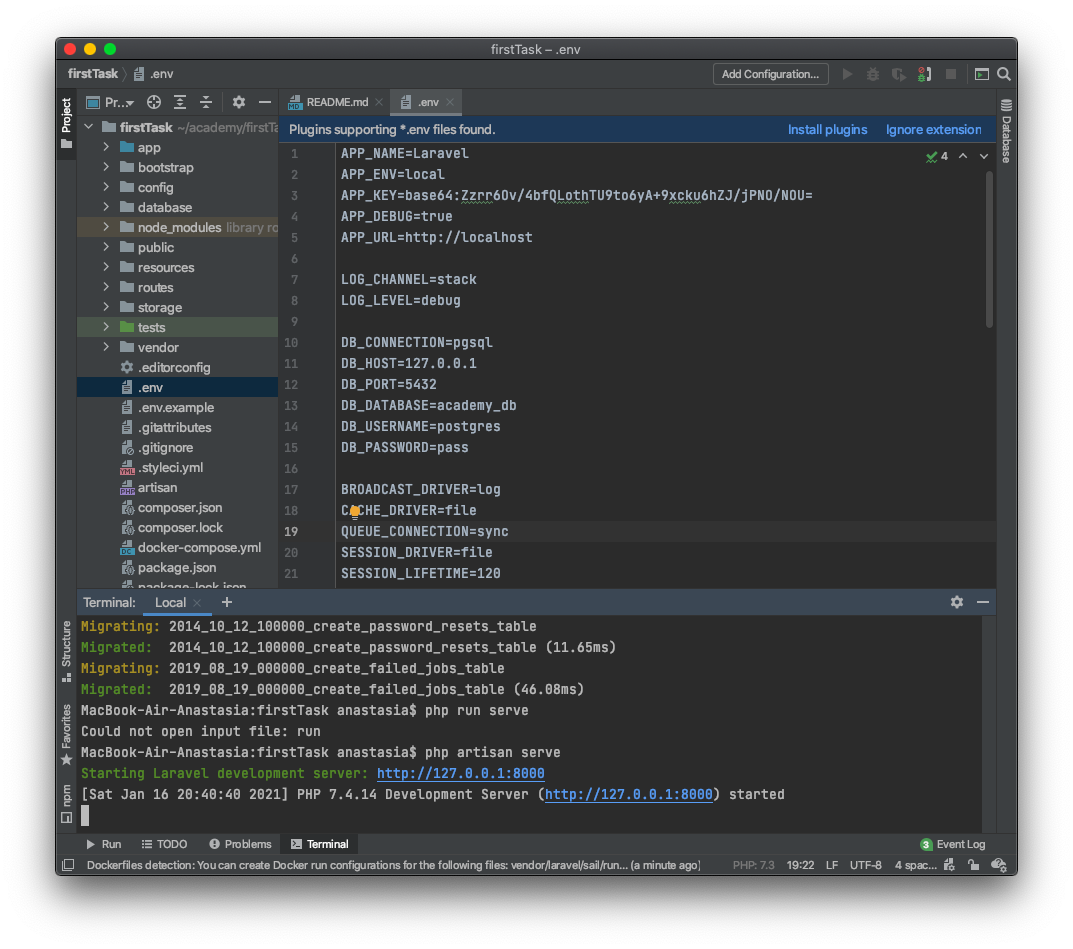 firstTask – .env
firstTask .env
Add Configuration...
Project
Pr...
README.md
.env
Database
Plugins supporting *.env files found.
Install plugins
Ignore extension
firstTask ~/academy/firstTa
app
bootstrap
config
database
node_modules library ro
public
resources
routes
storage
tests
vendor
.editorconfig
.env
.env.example
.gitattributes
.gitignore
.styleci.yml
artisan
composer.json
composer.lock
docker-compose.yml
package.json
package-lock.json
4
1 APP_NAME=Laravel
2 APP_ENV=local
3 APP_KEY=base64:Zzrr6Ov/4bfQLothTU9to6yA+9xcku6hZJ/jPNO/NOU=
4 APP_DEBUG=true
5 APP_URL=http://localhost
6
7 LOG_CHANNEL=stack
8 LOG_LEVEL=debug
9
10 DB_CONNECTION=pgsql
11 DB_HOST=127.0.0.1
12 DB_PORT=5432
13 DB_DATABASE=academy_db
14 DB_USERNAME=postgres
15 DB_PASSWORD=pass
16
17 BROADCAST_DRIVER=log
18 CACHE_DRIVER=file
19 QUEUE_CONNECTION=sync
20 SESSION_DRIVER=file
21 SESSION_LIFETIME=120
Terminal: Local
Structure
Favorites
npm
Migrating: 2014_10_12_100000_create_password_resets_table
Migrated: 2014_10_12_100000_create_password_resets_table (11.65ms)
Migrating: 2019_08_19_000000_create_failed_jobs_table
Migrated: 2019_08_19_000000_create_failed_jobs_table (46.08ms)
MacBook-Air-Anastasia:firstTask anastasia$ php run serve
Could not open input file: run
MacBook-Air-Anastasia:firstTask anastasia$ php artisan serve
Starting Laravel development server: http://127.0.0.1:8000
[Sat Jan 16 20:40:40 2021] PHP 7.4.14 Development Server (http://127.0.0.1:8000) started
Run TODO Problems Terminal
3 Event Log
Dockerfiles detection: You can create Docker run configurations for the following files: vendor/laravel/sail/run... (a minute ago)
PHP: 7.3 19:22 LF UTF-8 4 spac...